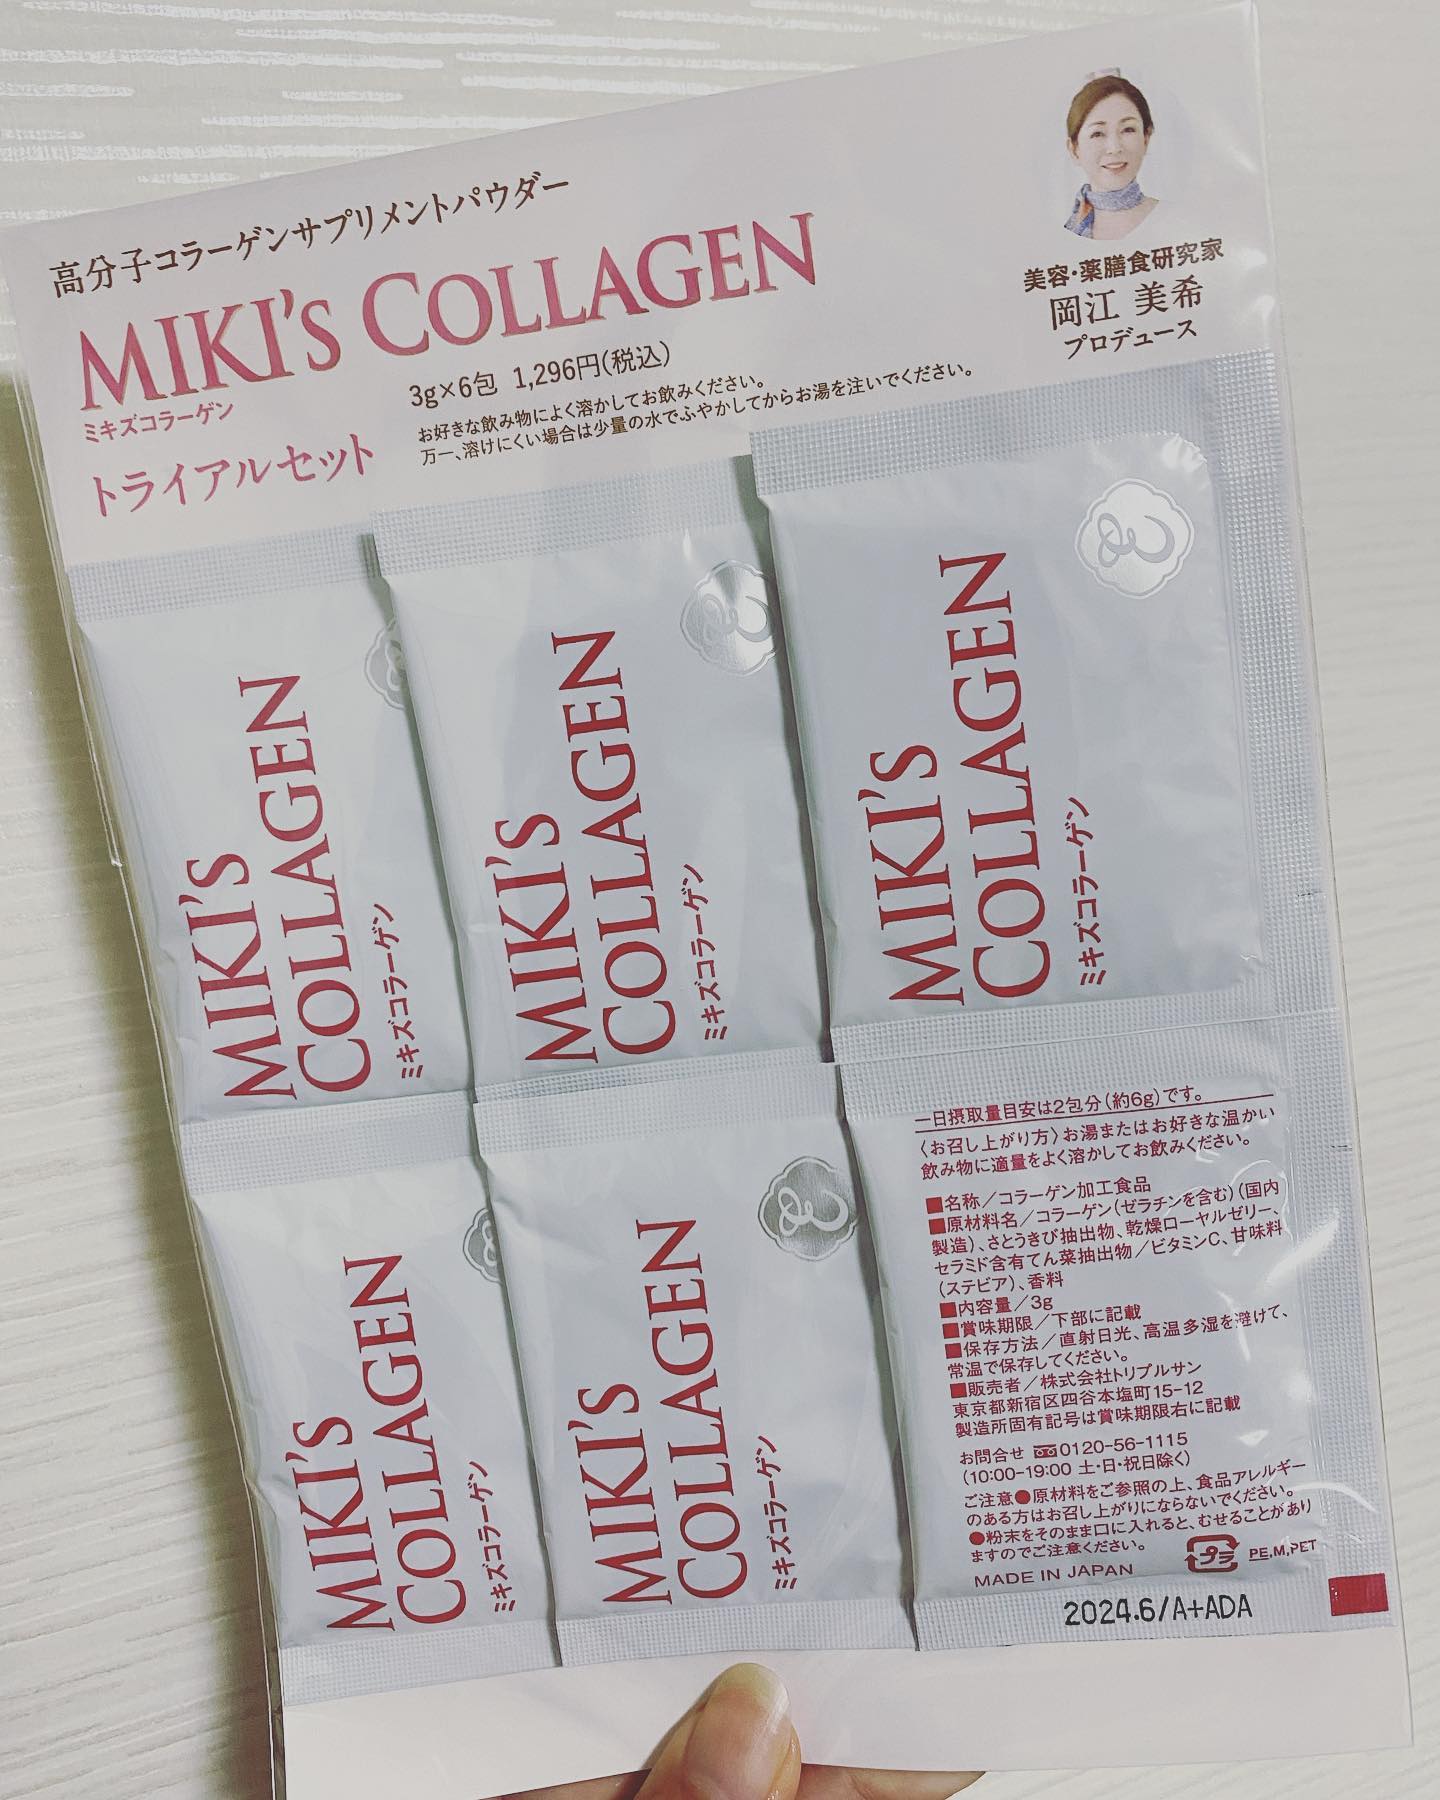 高分子コラーゲンサプリメントパウダー
MIKI'S COLLAGEN
ミキズコラーゲン
トライアルセット
3g×6包 1,296円(税込)
お好きな飲み物によく溶かしてお飲みください。
万一、溶けにくい場合は少量の水でふやかしてからお湯を注いでください。
美容・薬膳食研究家
岡江 美希
プロデュース
MIKI'S
COLLAGEN
ミキズコラーゲン
MIKI'S
COLLAGEN
ミキズコラーゲン
MIKI'S
COLLAGEN
ミキズコラーゲン
MIKI'S
COLLAGEN
ミキズコラーゲン
MIKI'S
COLLAGEN
ミキズコラーゲン
一日摂取量目安は2包分(約6g)です。
〈お召し上がり方〉お湯またはお好きな温かい
飲み物に適量をよく溶かしてお飲みください。
■名称/コラーゲン加工食品
■原材料名/コラーゲン(ゼラチンを含む)(国内
製造)、さとうきび抽出物、乾燥ローヤルゼリー、
セラミド含有てん菜抽出物/ビタミンC、甘味料
(ステビア)、香料
■内容量/3g
■賞味期限/下部に記載
■保存方法/直射日光、高温多湿を避けて、
常温で保存してください。
■販売者/株式会社トリプルサン
東京都新宿区四谷本塩町15-12
製造所固有記号は賞味期限右に記載
お問合せ 0120-56-1115
(10:00-19:00 土・日・祝日除く)
ご注意●原材料をご参照の上、食品アレルギー
のある方はお召し上がりにならないでください。
●粉末をそのまま口に入れると、むせることがあり
ますのでご注意ください。
プラ PE,M,PET
MADE IN JAPAN
2024.6/A+ADA